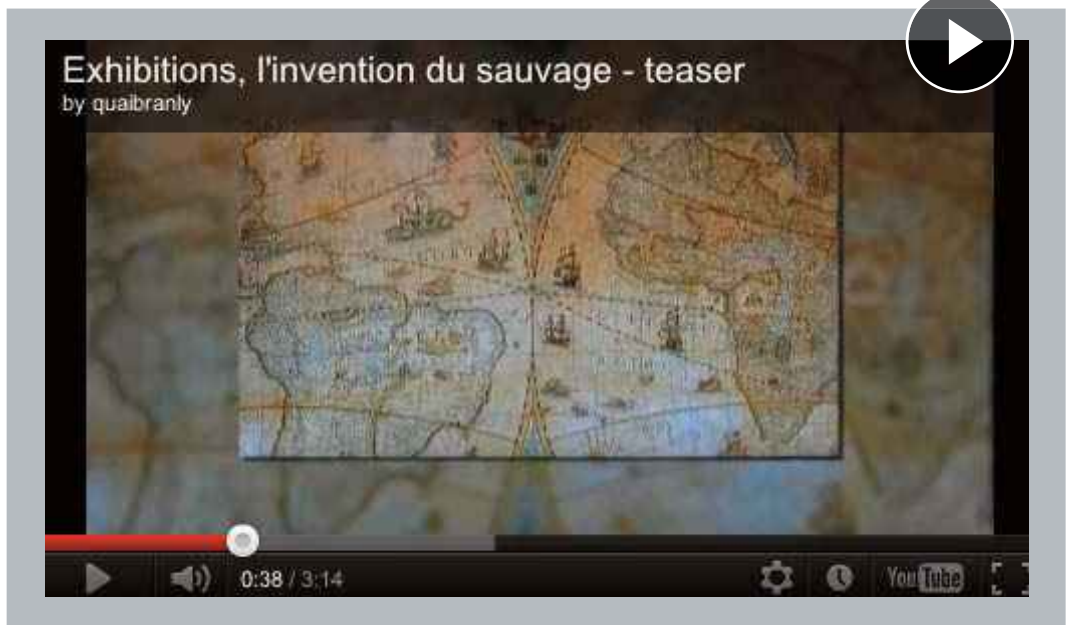 Exhibitions, l'invention du sauvage - teaser
by quaibranly
0:38 / 3:14
YouTube